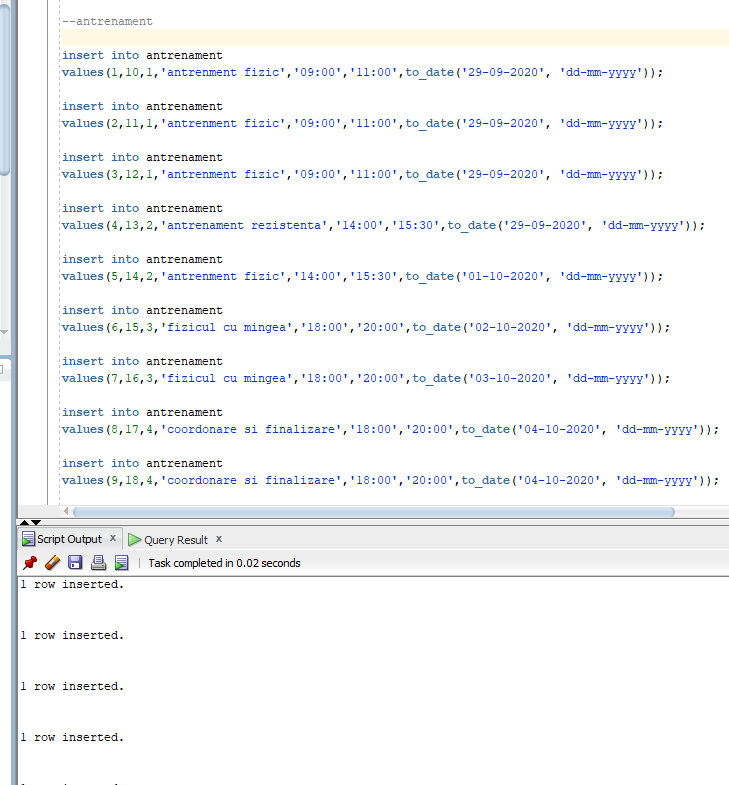 --antrenament
insert into antrenament
values(1,10,1,'antrenment fizic','09:00','11:00',to_date('29-09-2020', 'dd-mm-yyyy'));
insert into antrenament
values(2,11,1,'antrenment fizic','09:00','11:00',to_date('29-09-2020', 'dd-mm-yyyy'));
insert into antrenament
values(3,12,1,'antrenment fizic','09:00','11:00',to_date('29-09-2020', 'dd-mm-yyyy'));
insert into antrenament
values(4,13,2,'antrenament rezistenta','14:00','15:30',to_date('29-09-2020', 'dd-mm-yyyy'));
insert into antrenament
values(5,14,2,'antrenment fizic','14:00','15:30',to_date('01-10-2020', 'dd-mm-yyyy'));
insert into antrenament
values(6,15,3,'fizicul cu mingea','18:00','20:00',to_date('02-10-2020', 'dd-mm-yyyy'));
insert into antrenament
values(7,16,3,'fizicul cu mingea','18:00','20:00',to_date('03-10-2020', 'dd-mm-yyyy'));
insert into antrenament
values(8,17,4,'coordonare si finalizare','18:00','20:00',to_date('04-10-2020', 'dd-mm-yyyy'));
insert into antrenament
values(9,18,4,'coordonare si finalizare','18:00','20:00',to_date('04-10-2020', 'dd-mm-yyyy'));
Script Output x Query Result x
Task completed in 0.02 seconds
1 row inserted.
1 row inserted.
1 row inserted.
1 row inserted.